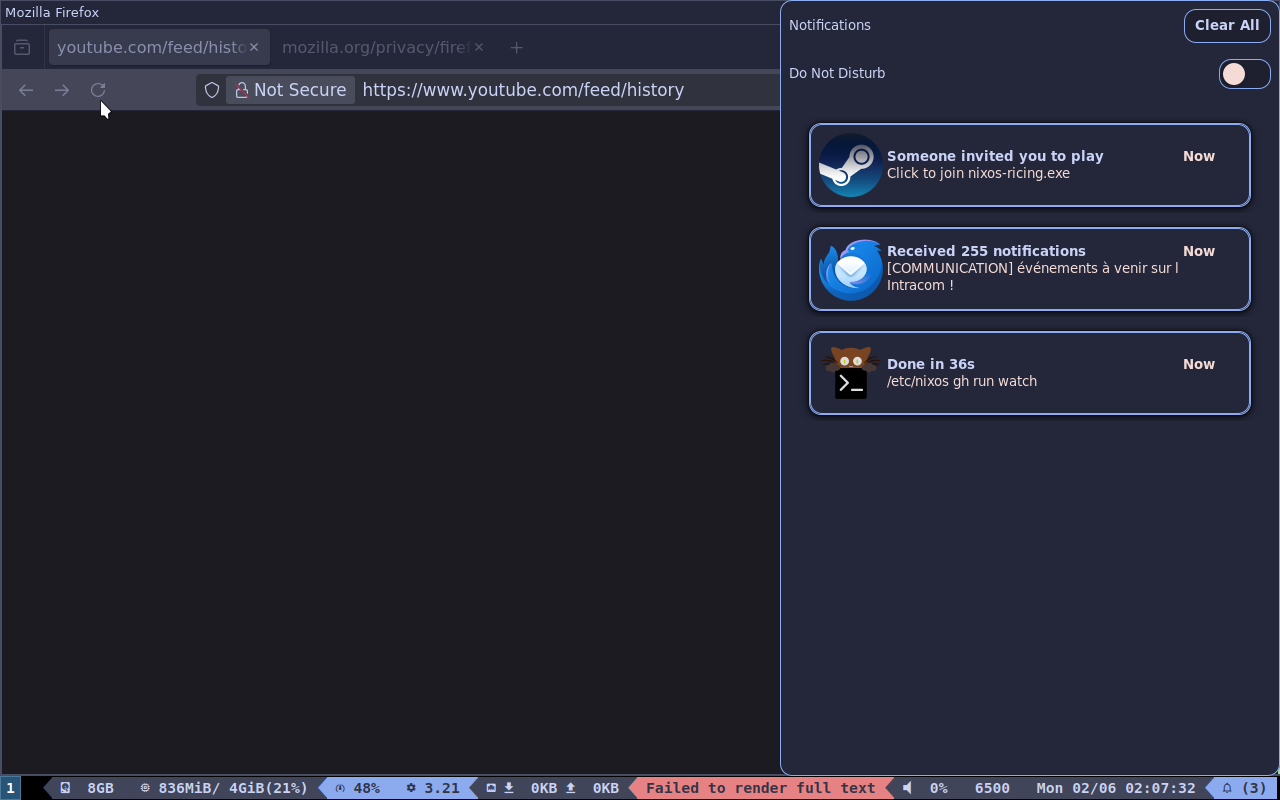 Mozilla Firefox
youtube.com/feed/histo
mozilla.org/privacy/firef
Not Secure https://www.youtube.com/feed/history
Notifications
Clear All
Do Not Disturb
Someone invited you to play
Now
Click to join nixos-ricing.exe
Received 255 notifications
Now
[COMMUNICATION] événements à venir sur l
Intracom !
Done in 36s
Now
/etc/nixos gh run watch
1 8GB 836MiB/ 4GiB(21%) 48% 3.21 0KB 0KB Failed to render full text 0% 6500 Mon 02/06 02:07:32 (3)